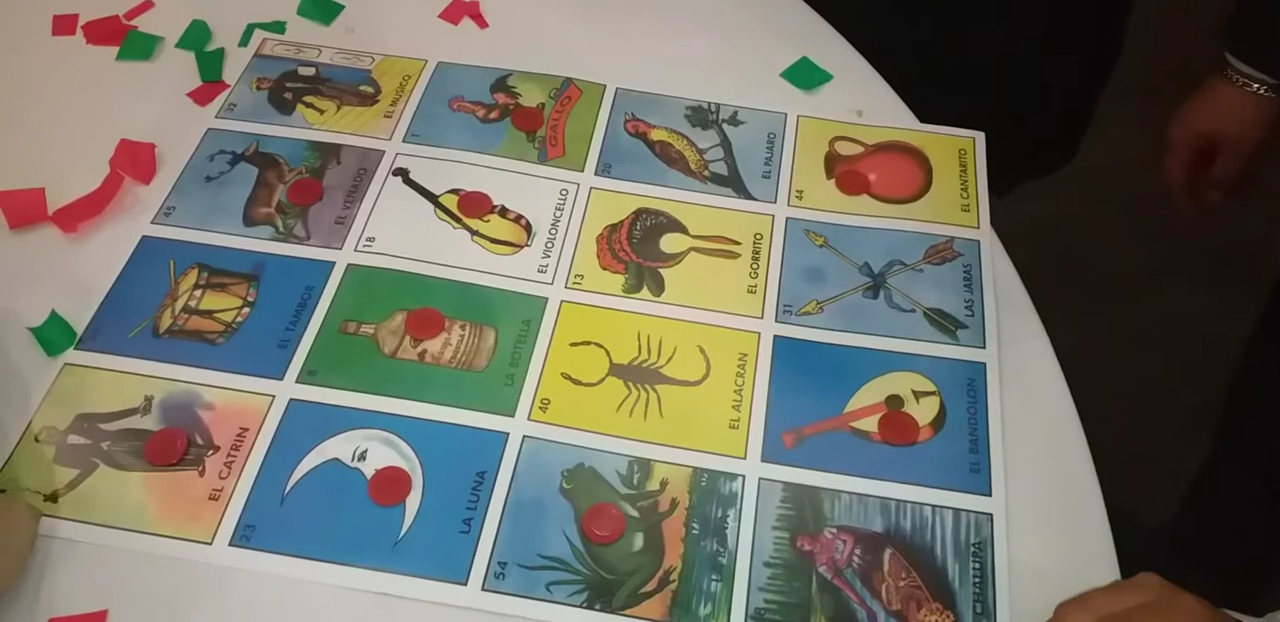 32
EL MUSICO
1
GALLO
20
EL PAJARO
44
EL CANTARITO
45
EL VENADO
18
EL VIOLONCELLO
13
EL GORRITO
31
LAS JARAS
EL TAMBOR
8
LA BOTELLA
40
EL ALACRAN
EL BANDOLON
EL CATRIN
23
LA LUNA
54
CHALUPA